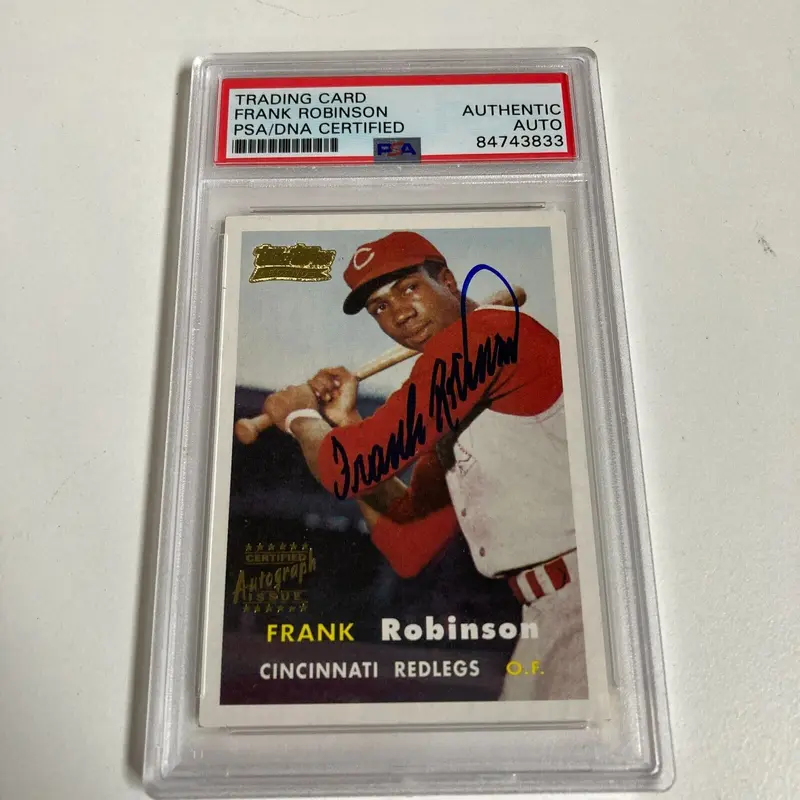 TRADING CARD
FRANK ROBINSON
PSA/DNA CERTIFIED
AUTHENTIC
AUTO
84743833
PSA
C
Frank Robinson
CERTIFIED
Autograph
ISSUE
FRANK Robinson
CINCINNATI REDLEGS O.F.